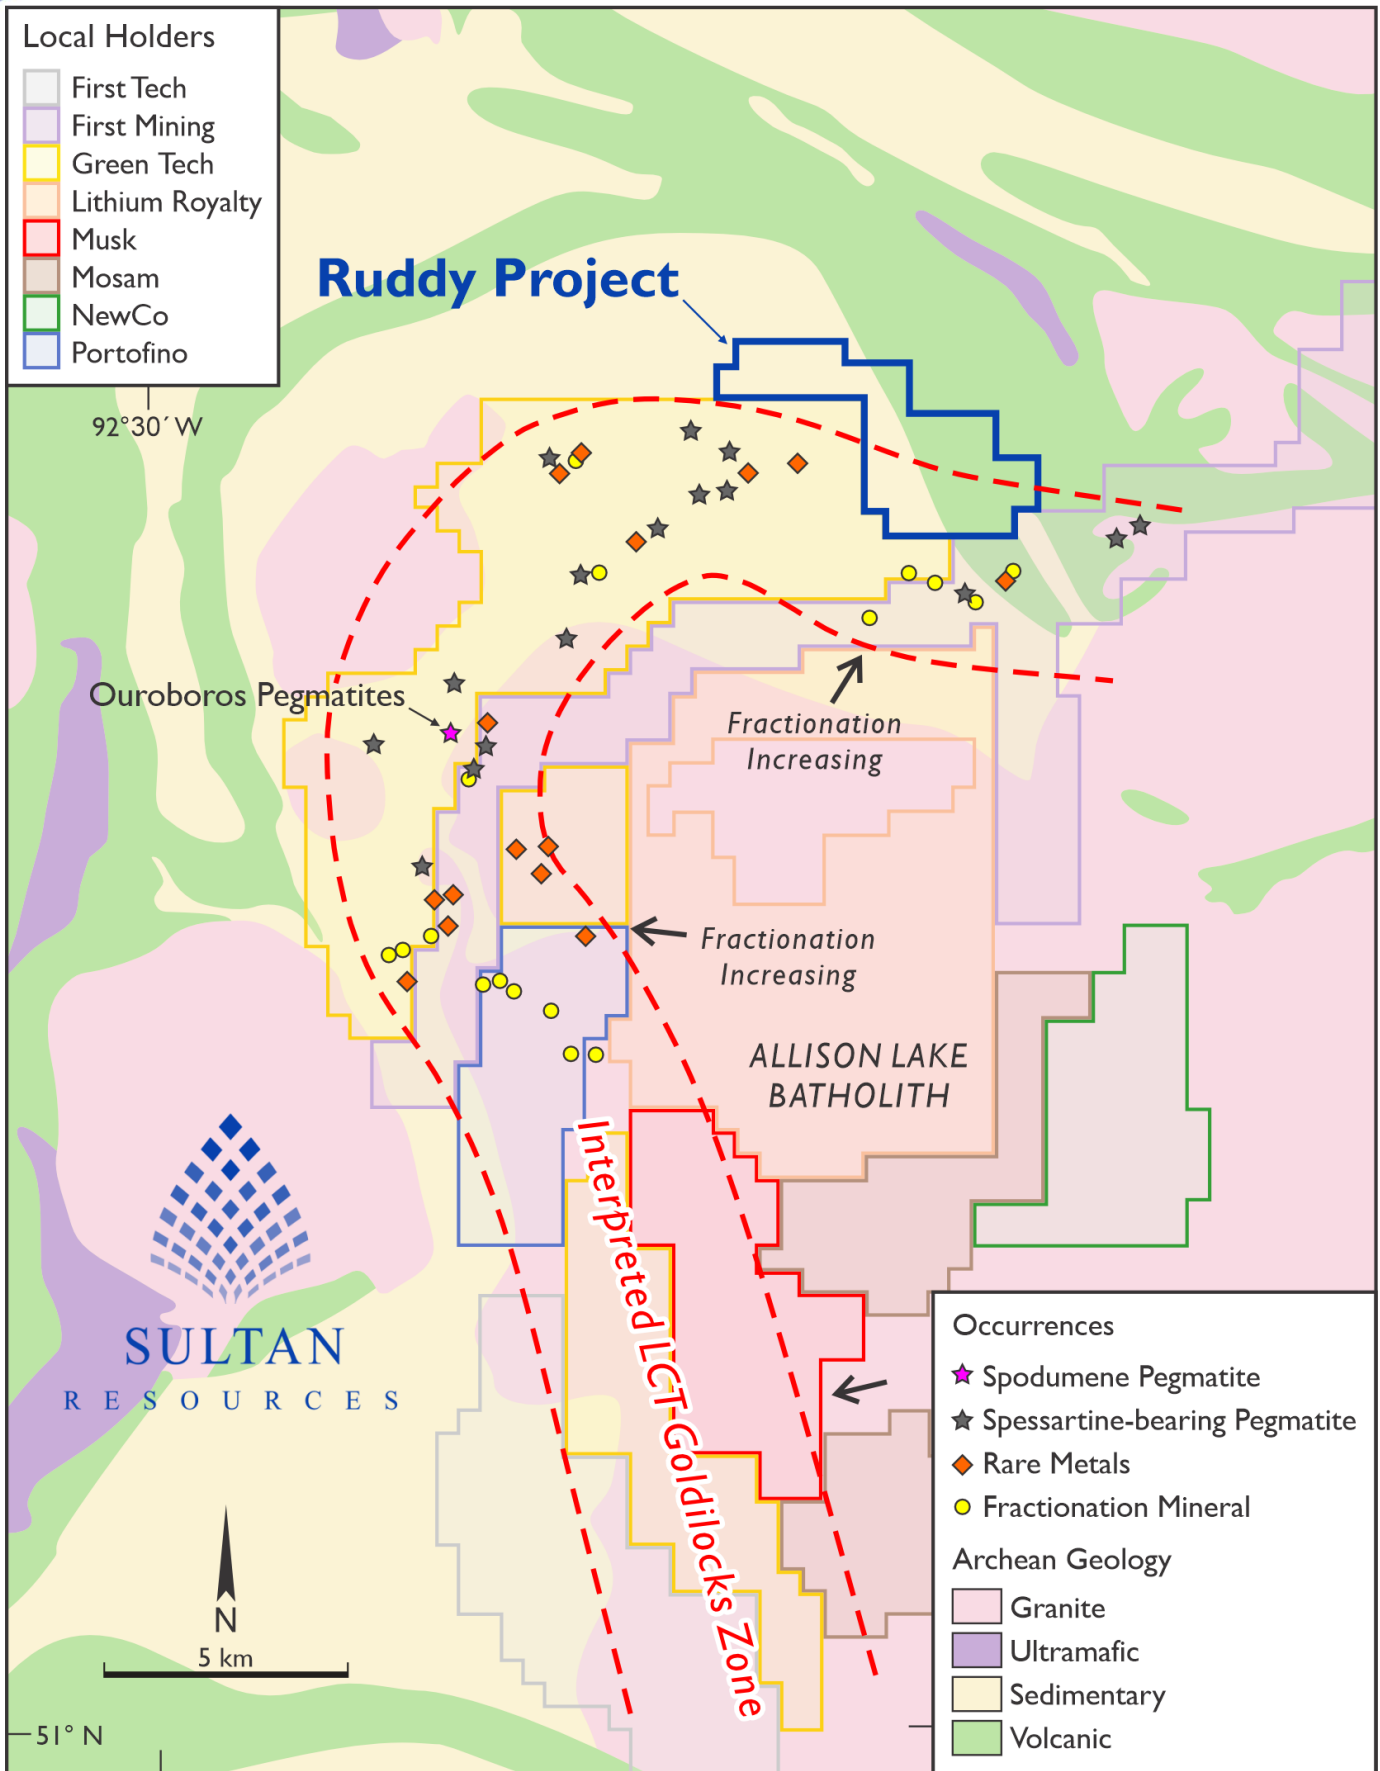 Local Holders
First Tech
First Mining
Green Tech
Lithium Royalty
Musk
Mosam
NewCo
Portofino
92°30´W
Ruddy Project
Ouroboros Pegmatites
Fractionation
Increasing
Fractionation
Increasing
ALLISON LAKE
BATHOLITH
Interpreted LCT Goldilocks Zone
SULTAN
RESOURCES
N
5 km
51° N
Occurrences
Spodumene Pegmatite
Spessartine-bearing Pegmatite
Rare Metals
Fractionation Mineral
Archean Geology
Granite
Ultramafic
Sedimentary
Volcanic